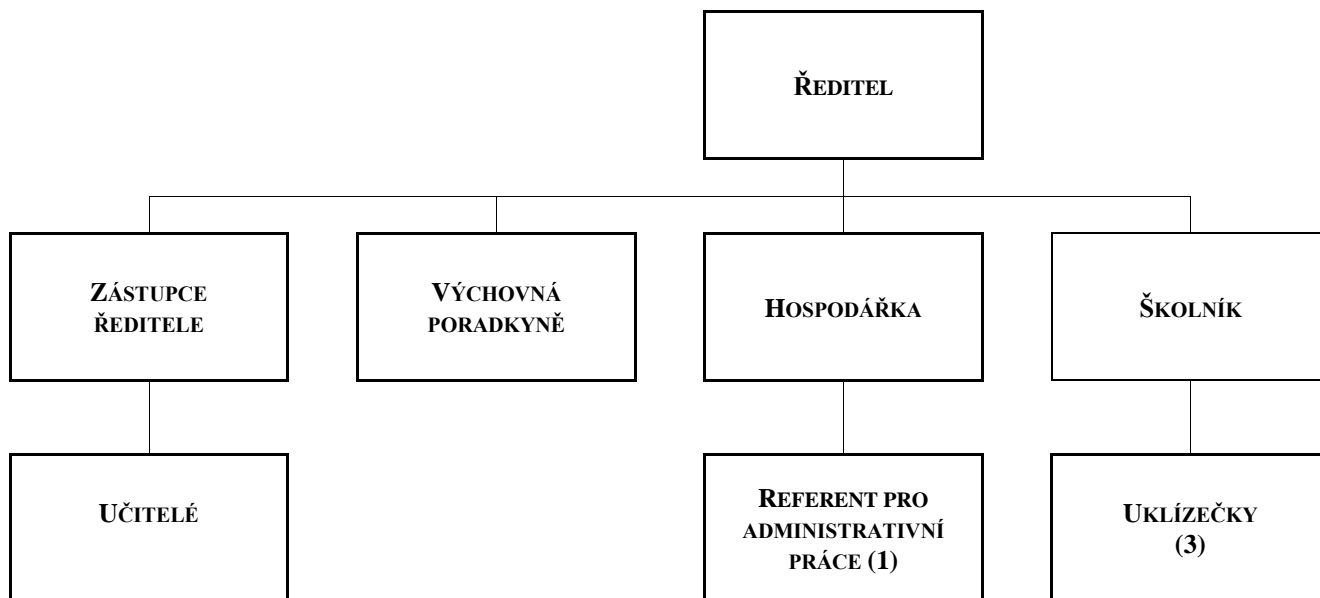 ŘEDITEL
ZÁSTUPCE
ŘEDITELE
VÝCHOVNÁ
PORADKYNĚ
HOSPODÁŘKA
ŠKOLNÍK
UČITELÉ
REFERENT PRO
ADMINISTRATIVNÍ
PRÁCE (1)
UKLÍZEČKY
(3)